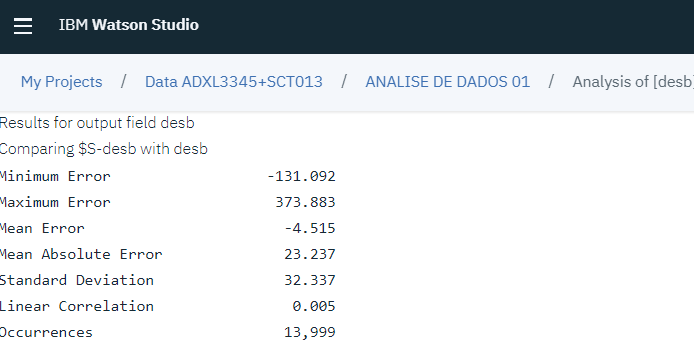 IBM Watson Studio
My Projects / Data ADXL3345+SCT013 / ANALISE DE DADOS 01 / Analysis of [desb]
Results for output field desb
Comparing $S-desb with desb
Minimum Error -131.092
Maximum Error 373.883
Mean Error -4.515
Mean Absolute Error 23.237
Standard Deviation 32.337
Linear Correlation 0.005
Occurrences 13,999